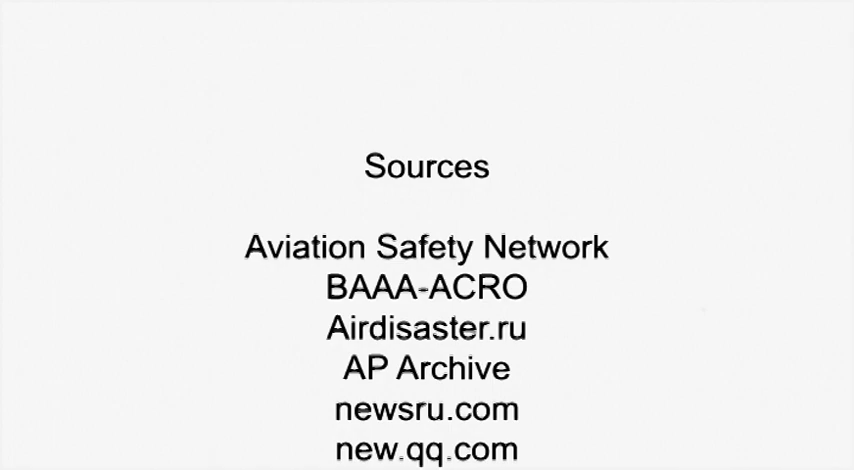 Sources
Aviation Safety Network
BAAA-ACRO
Airdisaster.ru
AP Archive
newsru.com
new.qq.com